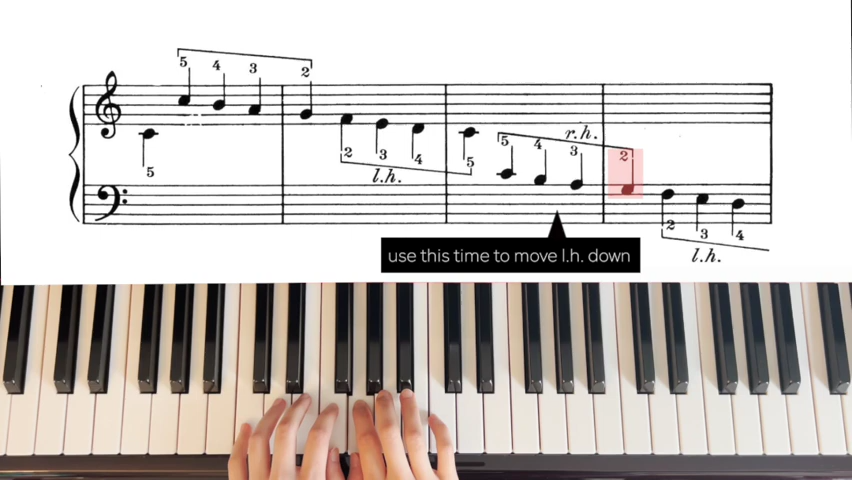 5 4 3 2
5
2 3 4 5
l.h.
5 4 3 2
r.h.
2 3 4
l.h.
use this time to move l.h. down